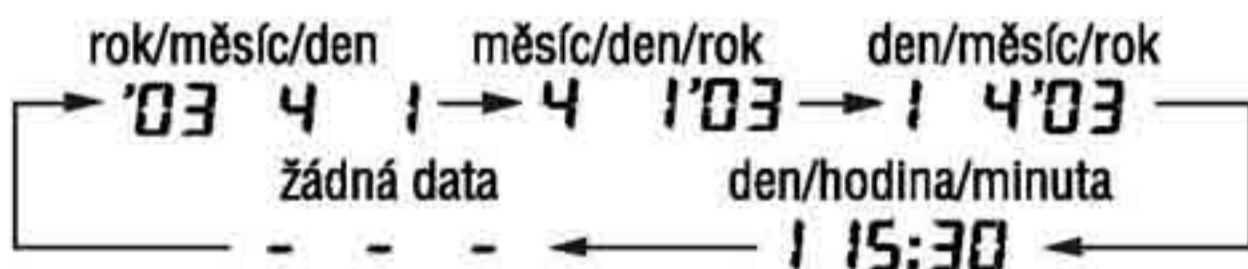 rok/měsíc/den měsíc/den/rok den/měsíc/rok
'03 4 1 4 1'03 1 4'03
žádná data den/hodina/minuta
- - - 1 15:30